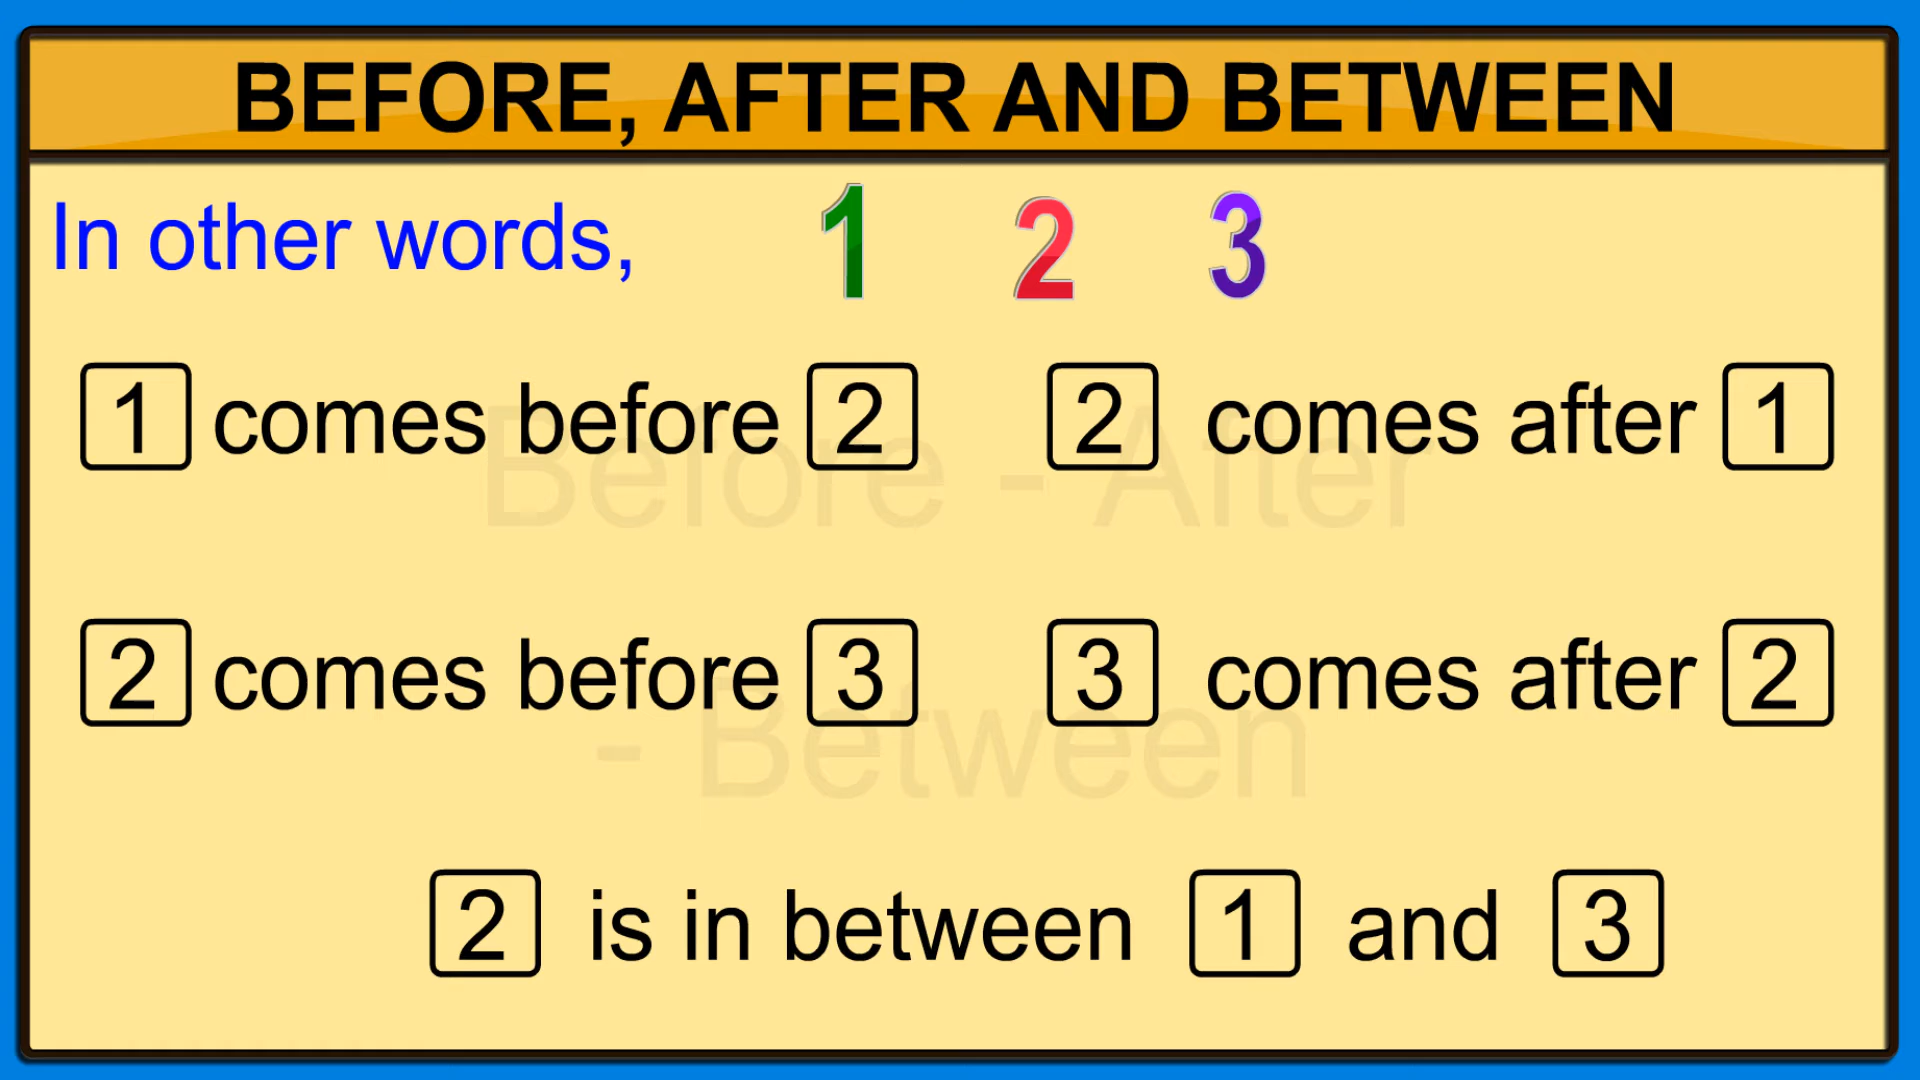 BEFORE, AFTER AND BETWEEN
In other words, 1 2 3
1 comes before 2 2 comes after 1
Before - After
2 comes before 3 3 comes after 2
- Between
2 is in between 1 and 3